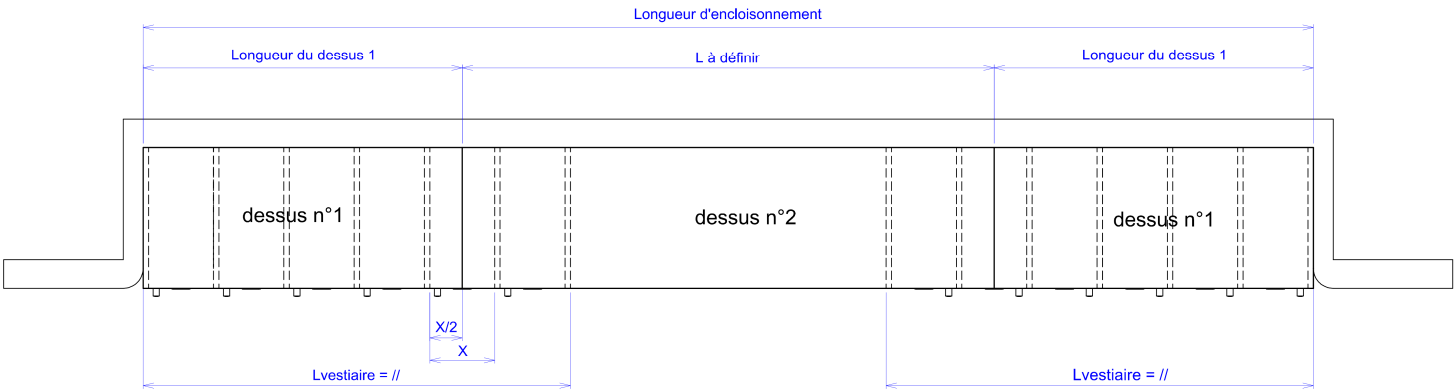 Longueur d'encloisonnement
Longueur du dessus 1
L à définir
Longueur du dessus 1
dessus n°1
dessus n°2
dessus n°1
X/2
X
Lvestiaire = //
Lvestiaire = //